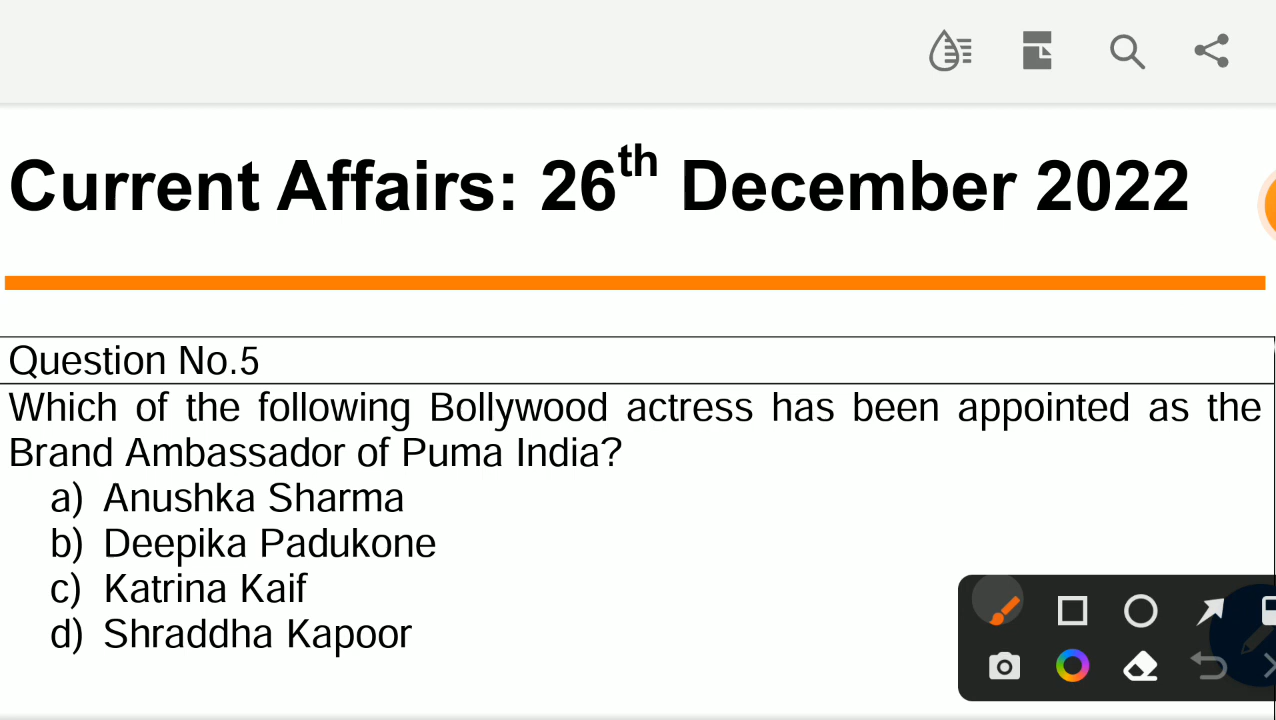 Current Affairs: 26th December 2022
Question No.5
Which of the following Bollywood actress has been appointed as the
Brand Ambassador of Puma India?
a) Anushka Sharma
b) Deepika Padukone
c) Katrina Kaif
d) Shraddha Kapoor